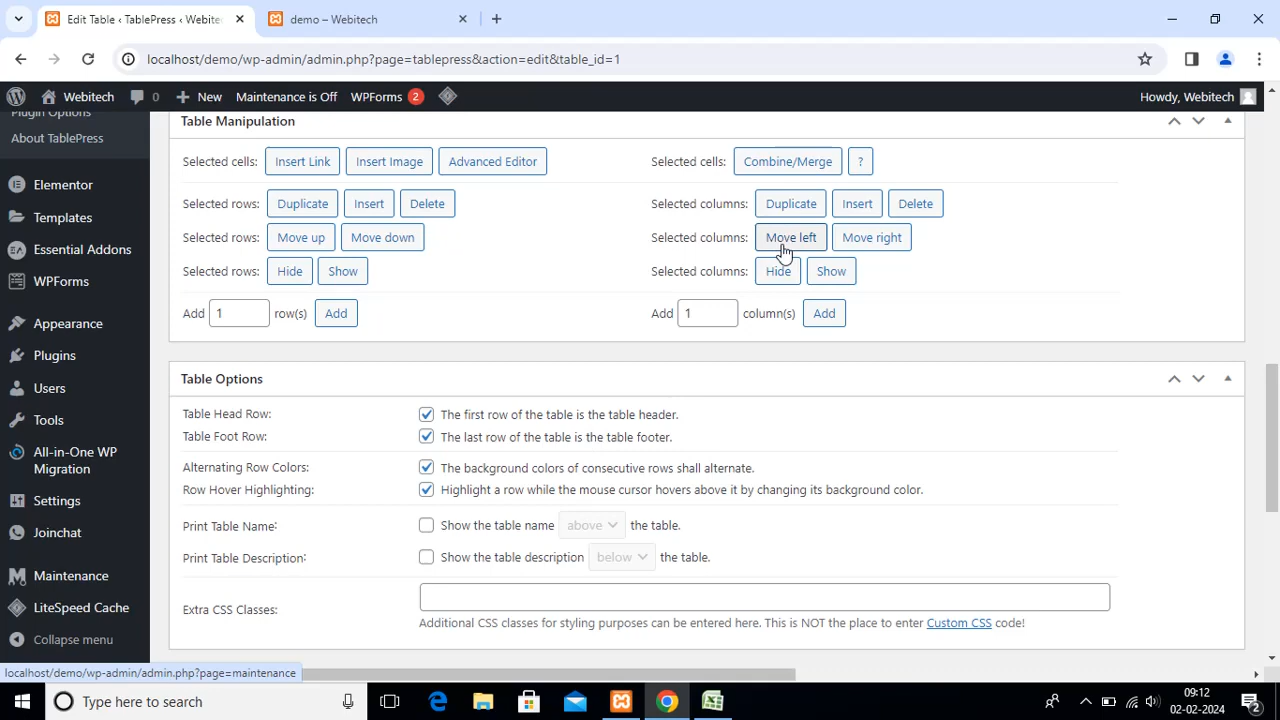 Edit Table ‹ TablePress ‹ Webite
demo – Webitech
localhost/demo/wp-admin/admin.php?page=tablepress&action=edit&table_id=1
Webitech 0 New Maintenance is Off WPForms 2 Howdy, Webitech
Plugin Options
About TablePress
Elementor
Templates
Essential Addons
WPForms
Appearance
Plugins
Users
Tools
All-in-One WP
Migration
Settings
Joinchat
Maintenance
LiteSpeed Cache
Collapse menu
Table Manipulation
Selected cells: Insert Link Insert Image Advanced Editor Selected cells: Combine/Merge ?
Selected rows: Duplicate Insert Delete Selected columns: Duplicate Insert Delete
Selected rows: Move up Move down Selected columns: Move left Move right
Selected rows: Hide Show Selected columns: Hide Show
Add 1 row(s) Add Add 1 column(s) Add
Table Options
Table Head Row: The first row of the table is the table header.
Table Foot Row: The last row of the table is the table footer.
Alternating Row Colors: The background colors of consecutive rows shall alternate.
Row Hover Highlighting: Highlight a row while the mouse cursor hovers above it by changing its background color.
Print Table Name: Show the table name above the table.
Print Table Description: Show the table description below the table.
Extra CSS Classes:
Additional CSS classes for styling purposes can be entered here. This is NOT the place to enter Custom CSS code!
localhost/demo/wp-admin/admin.php?page=maintenance
Type here to search
09:12
02-02-2024
2